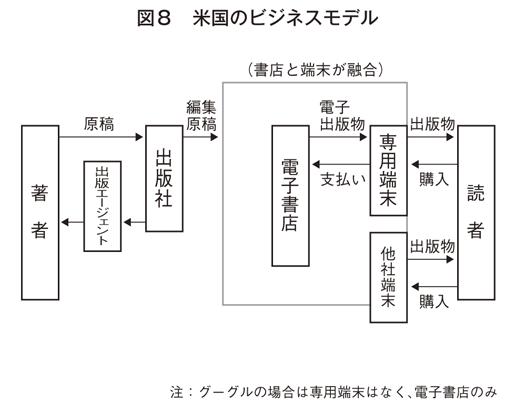 図8 米国のビジネスモデル
(書店と端末が融合)
著者
原稿
出版エージェント
出版社
編集
原稿
電子書店
電子
出版物
支払い
専用端末
他社端末
出版物
購入
出版物
購入
読者
注:グーグルの場合は専用端末はなく、電子書店のみ